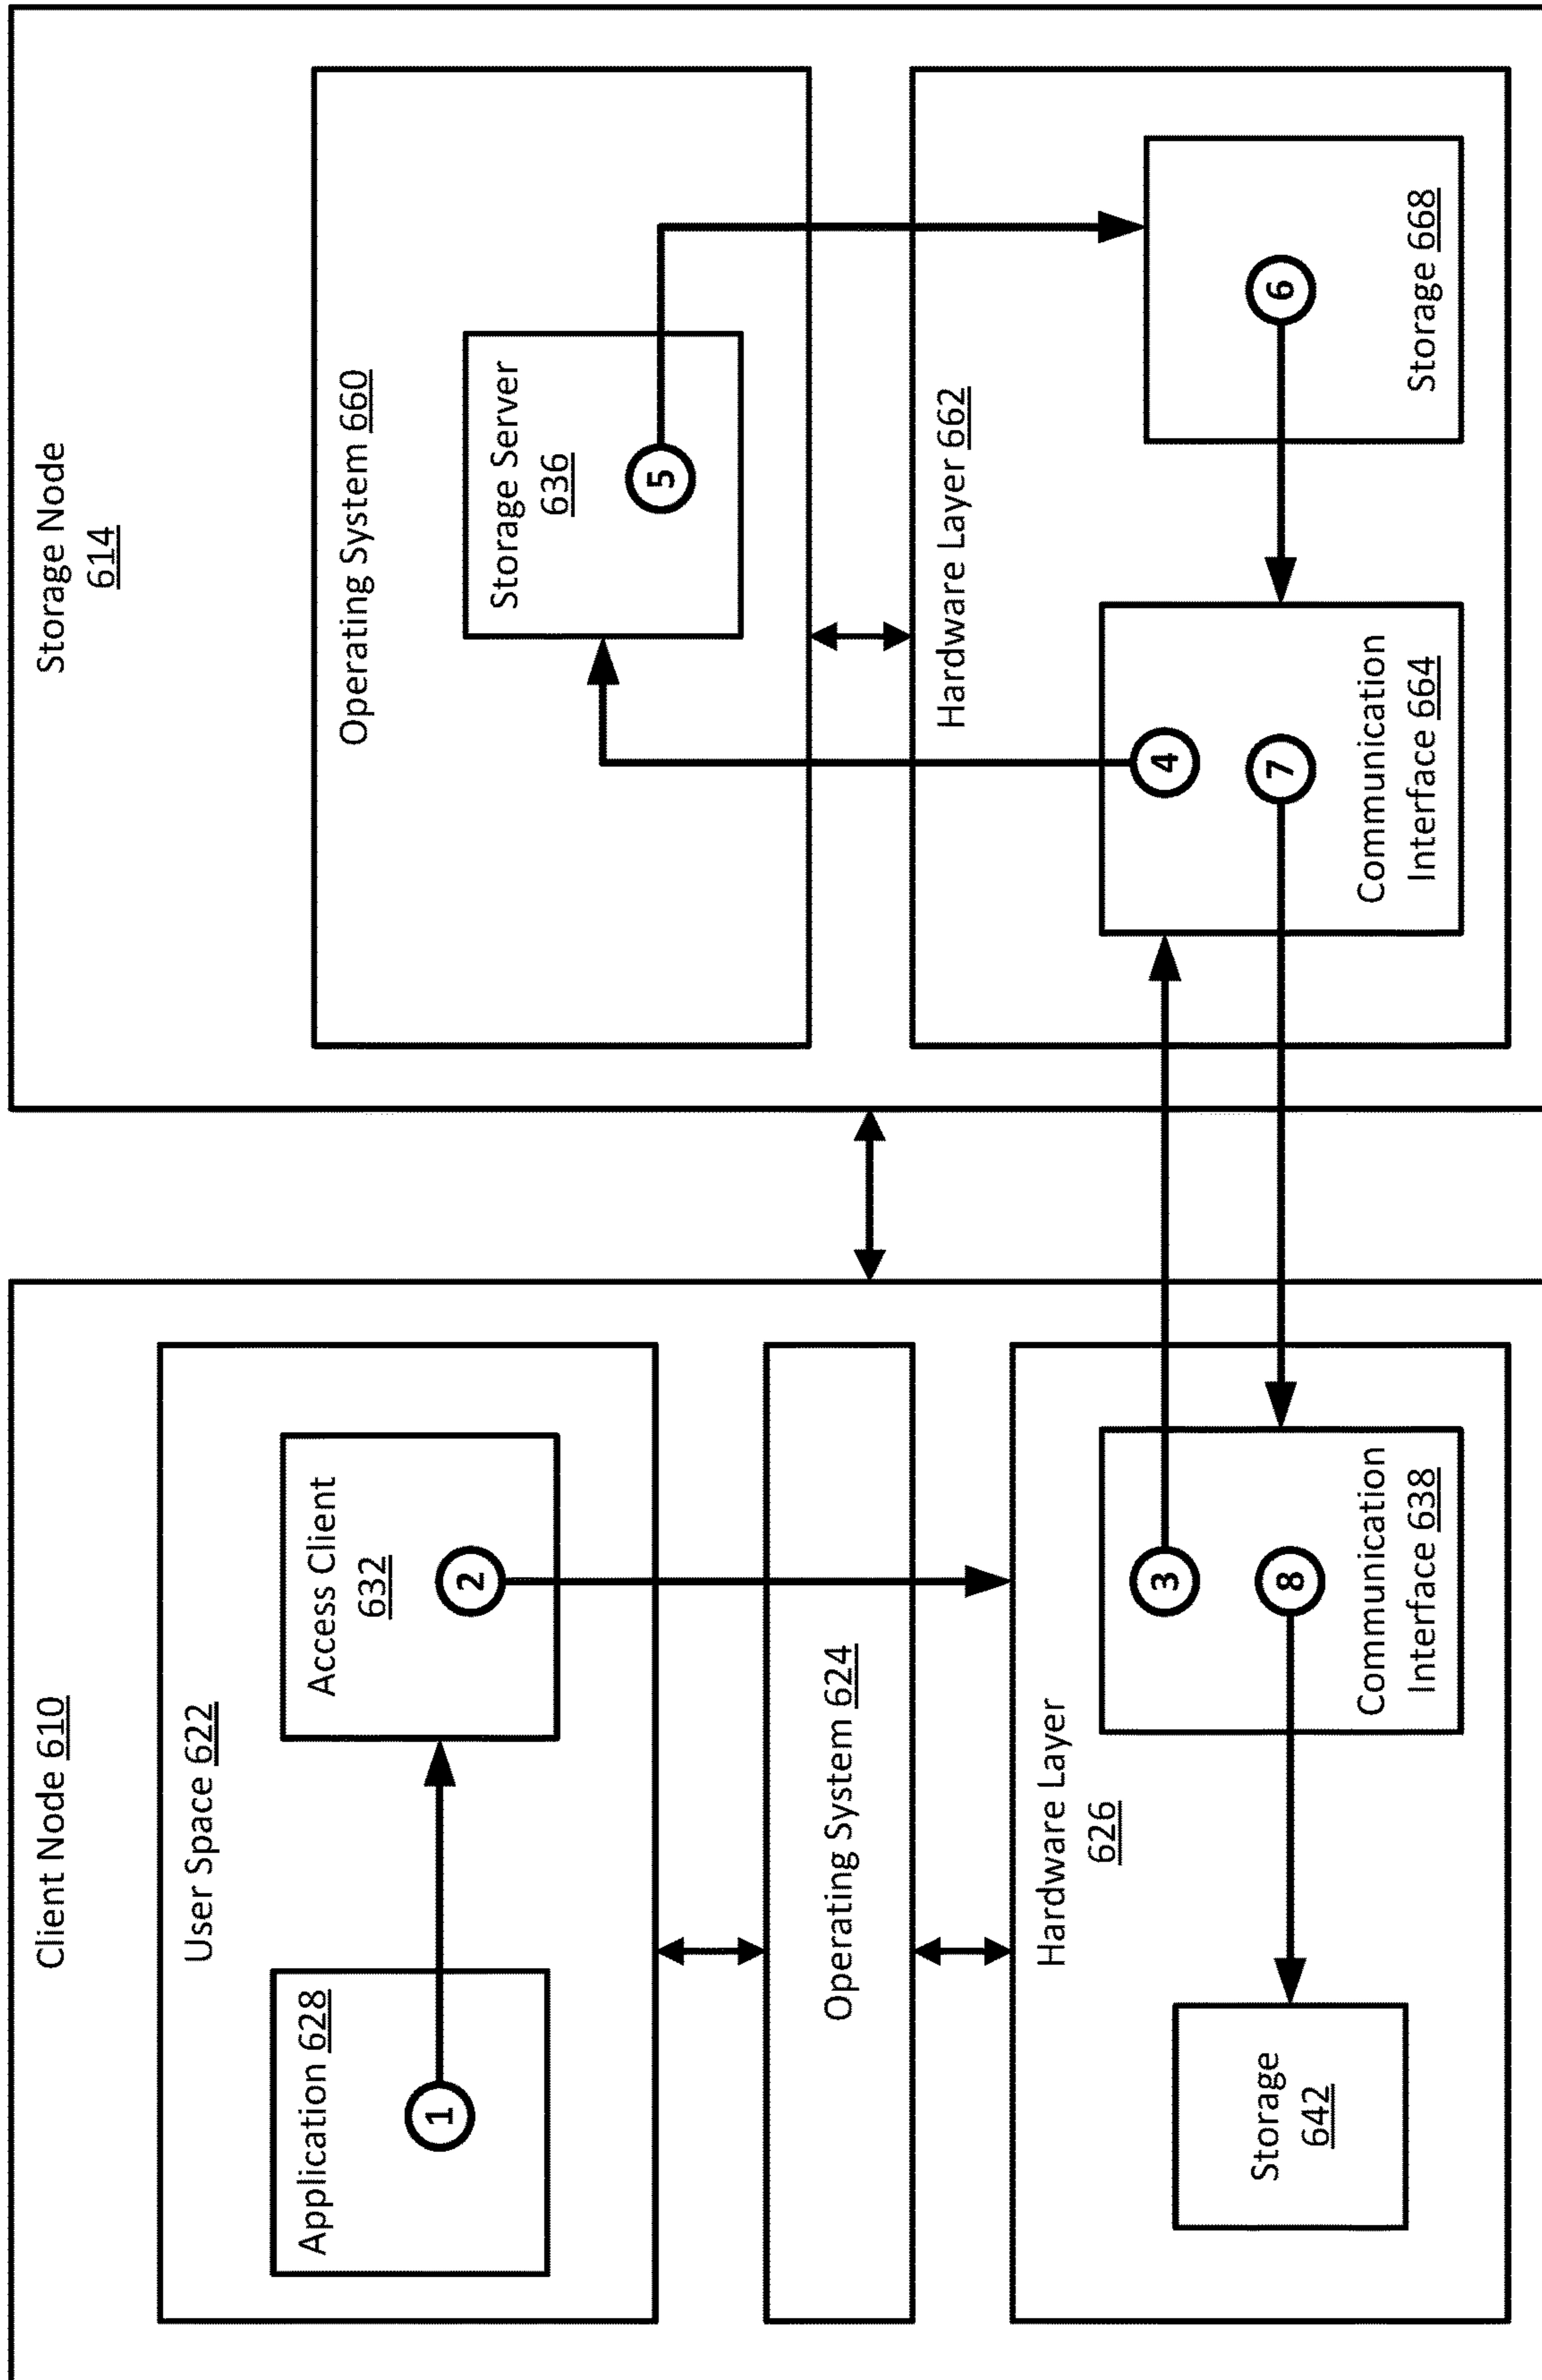 Client Node 610
User Space 622
Application 628
1
Access Client
632
2
Operating System 624
Hardware Layer
626
Storage
642
3
8
Communication
Interface 638
Storage Node
614
Operating System 660
Storage Server
636
5
Hardware Layer 662
4
7
Communication
Interface 664
6
Storage 668